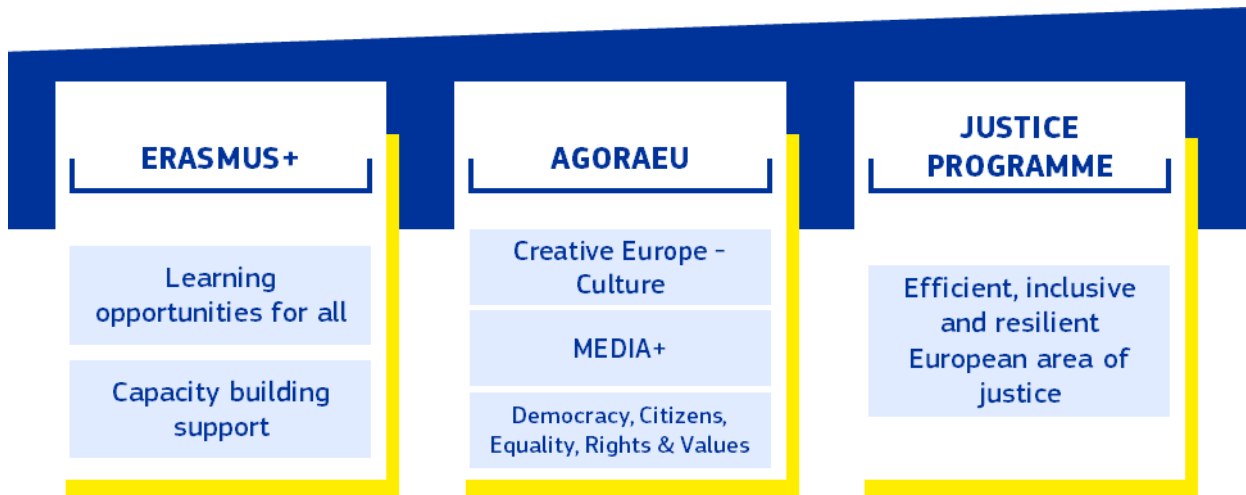 ERASMUS+
Learning
opportunities for all
Capacity building
support
AGORAEU
Creative Europe –
Culture
MEDIA+
Democracy, Citizens,
Equality, Rights & Values
JUSTICE
PROGRAMME
Efficient, inclusive
and resilient
European area of
justice